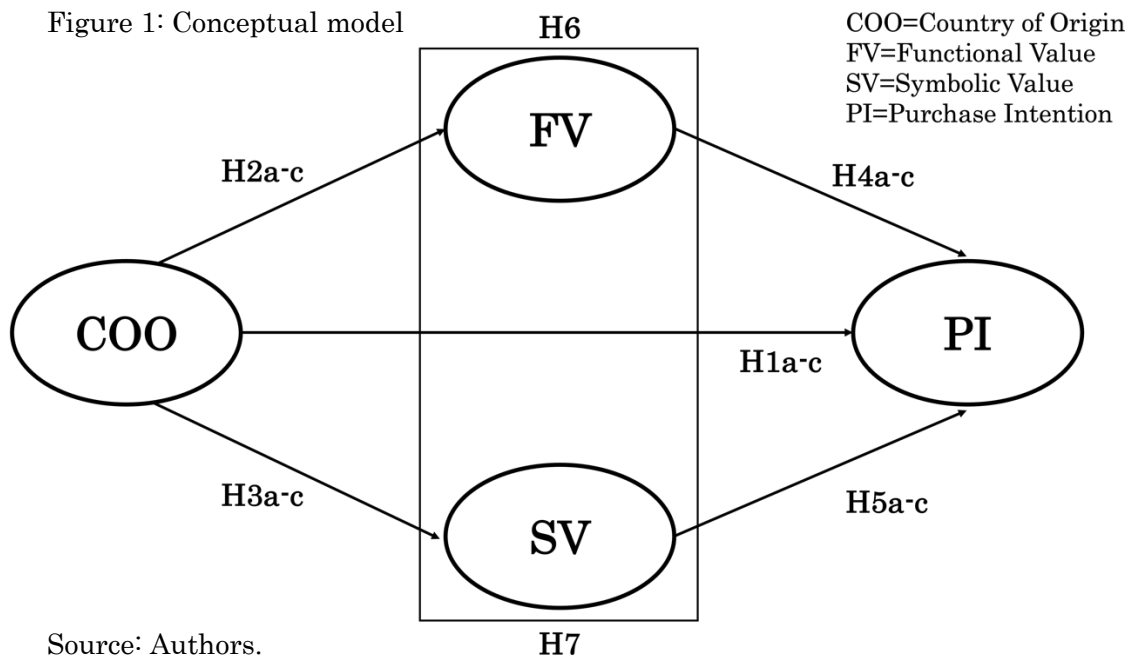 Figure 1: Conceptual model
H6
COO=Country of Origin
FV=Functional Value
SV=Symbolic Value
PI=Purchase Intention
FV
H2a-c
H4a-c
COO
PI
H1a-c
H3a-c
H5a-c
SV
Source: Authors.
H7